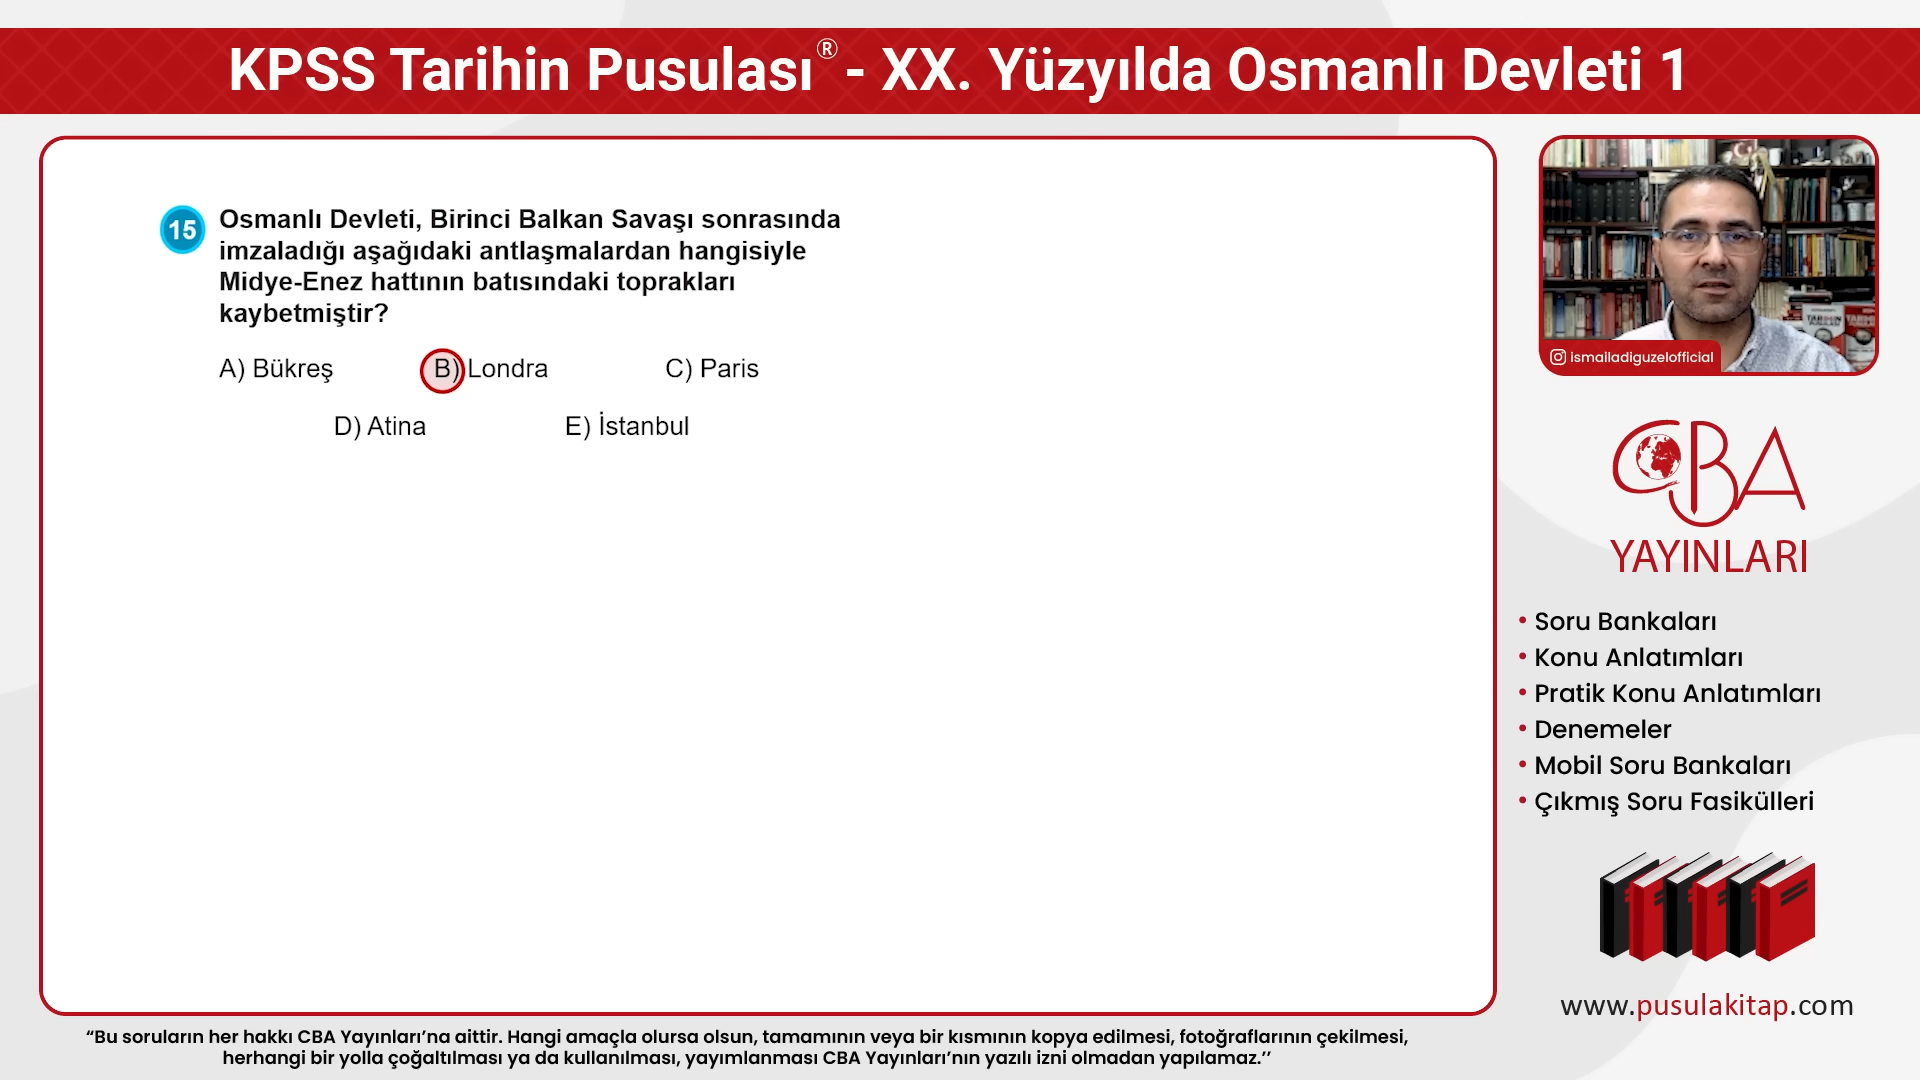 KPSS Tarihin Pusulası® - XX. Yüzyılda Osmanlı Devleti 1
15 Osmanlı Devleti, Birinci Balkan Savaşı sonrasında
imzaladığı aşağıdaki antlaşmalardan hangisiyle
Midye-Enez hattının batısındaki toprakları
kaybetmiştir?
A) Bükreş B) Londra C) Paris
D) Atina E) İstanbul
ismailadiguzelofficial
CBA
YAYINLARI
• Soru Bankaları
• Konu Anlatımları
• Pratik Konu Anlatımları
• Denemeler
• Mobil Soru Bankaları
• Çıkmış Soru Fasikülleri
www.pusulakitap.com
“Bu soruların her hakkı CBA Yayınları’na aittir. Hangi amaçla olursa olsun, tamamının veya bir kısmının kopya edilmesi, fotoğraflarının çekilmesi,
herhangi bir yolla çoğaltılması ya da kullanılması, yayımlanması CBA Yayınları’nın yazılı izni olmadan yapılamaz.’’